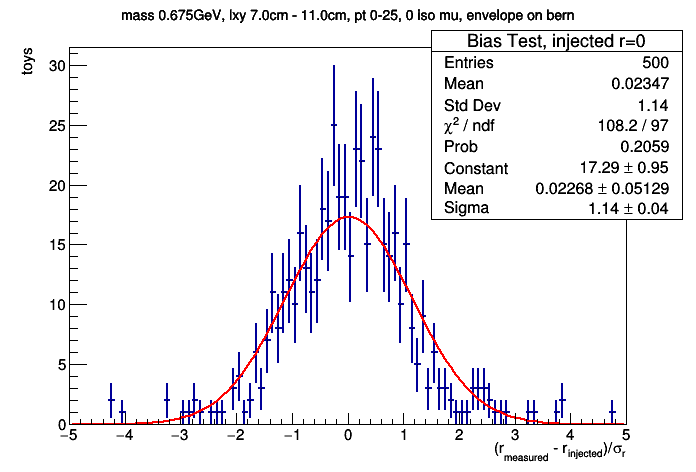 mass 0.675GeV, lxy 7.0cm - 11.0cm, pt 0-25, 0 Iso mu, envelope on bern
Bias Test, injected r=0
Entries 500
Mean 0.02347
Std Dev 1.14
χ² / ndf 108.2 / 97
Prob 0.2059
Constant 17.29 ± 0.95
Mean 0.02268 ± 0.05129
Sigma 1.14 ± 0.04
toys
30
25
20
15
10
5
0
−5 −4 −3 −2 −1 0 1 2 3 4 5
(r_measured - r_injected)/σ_r